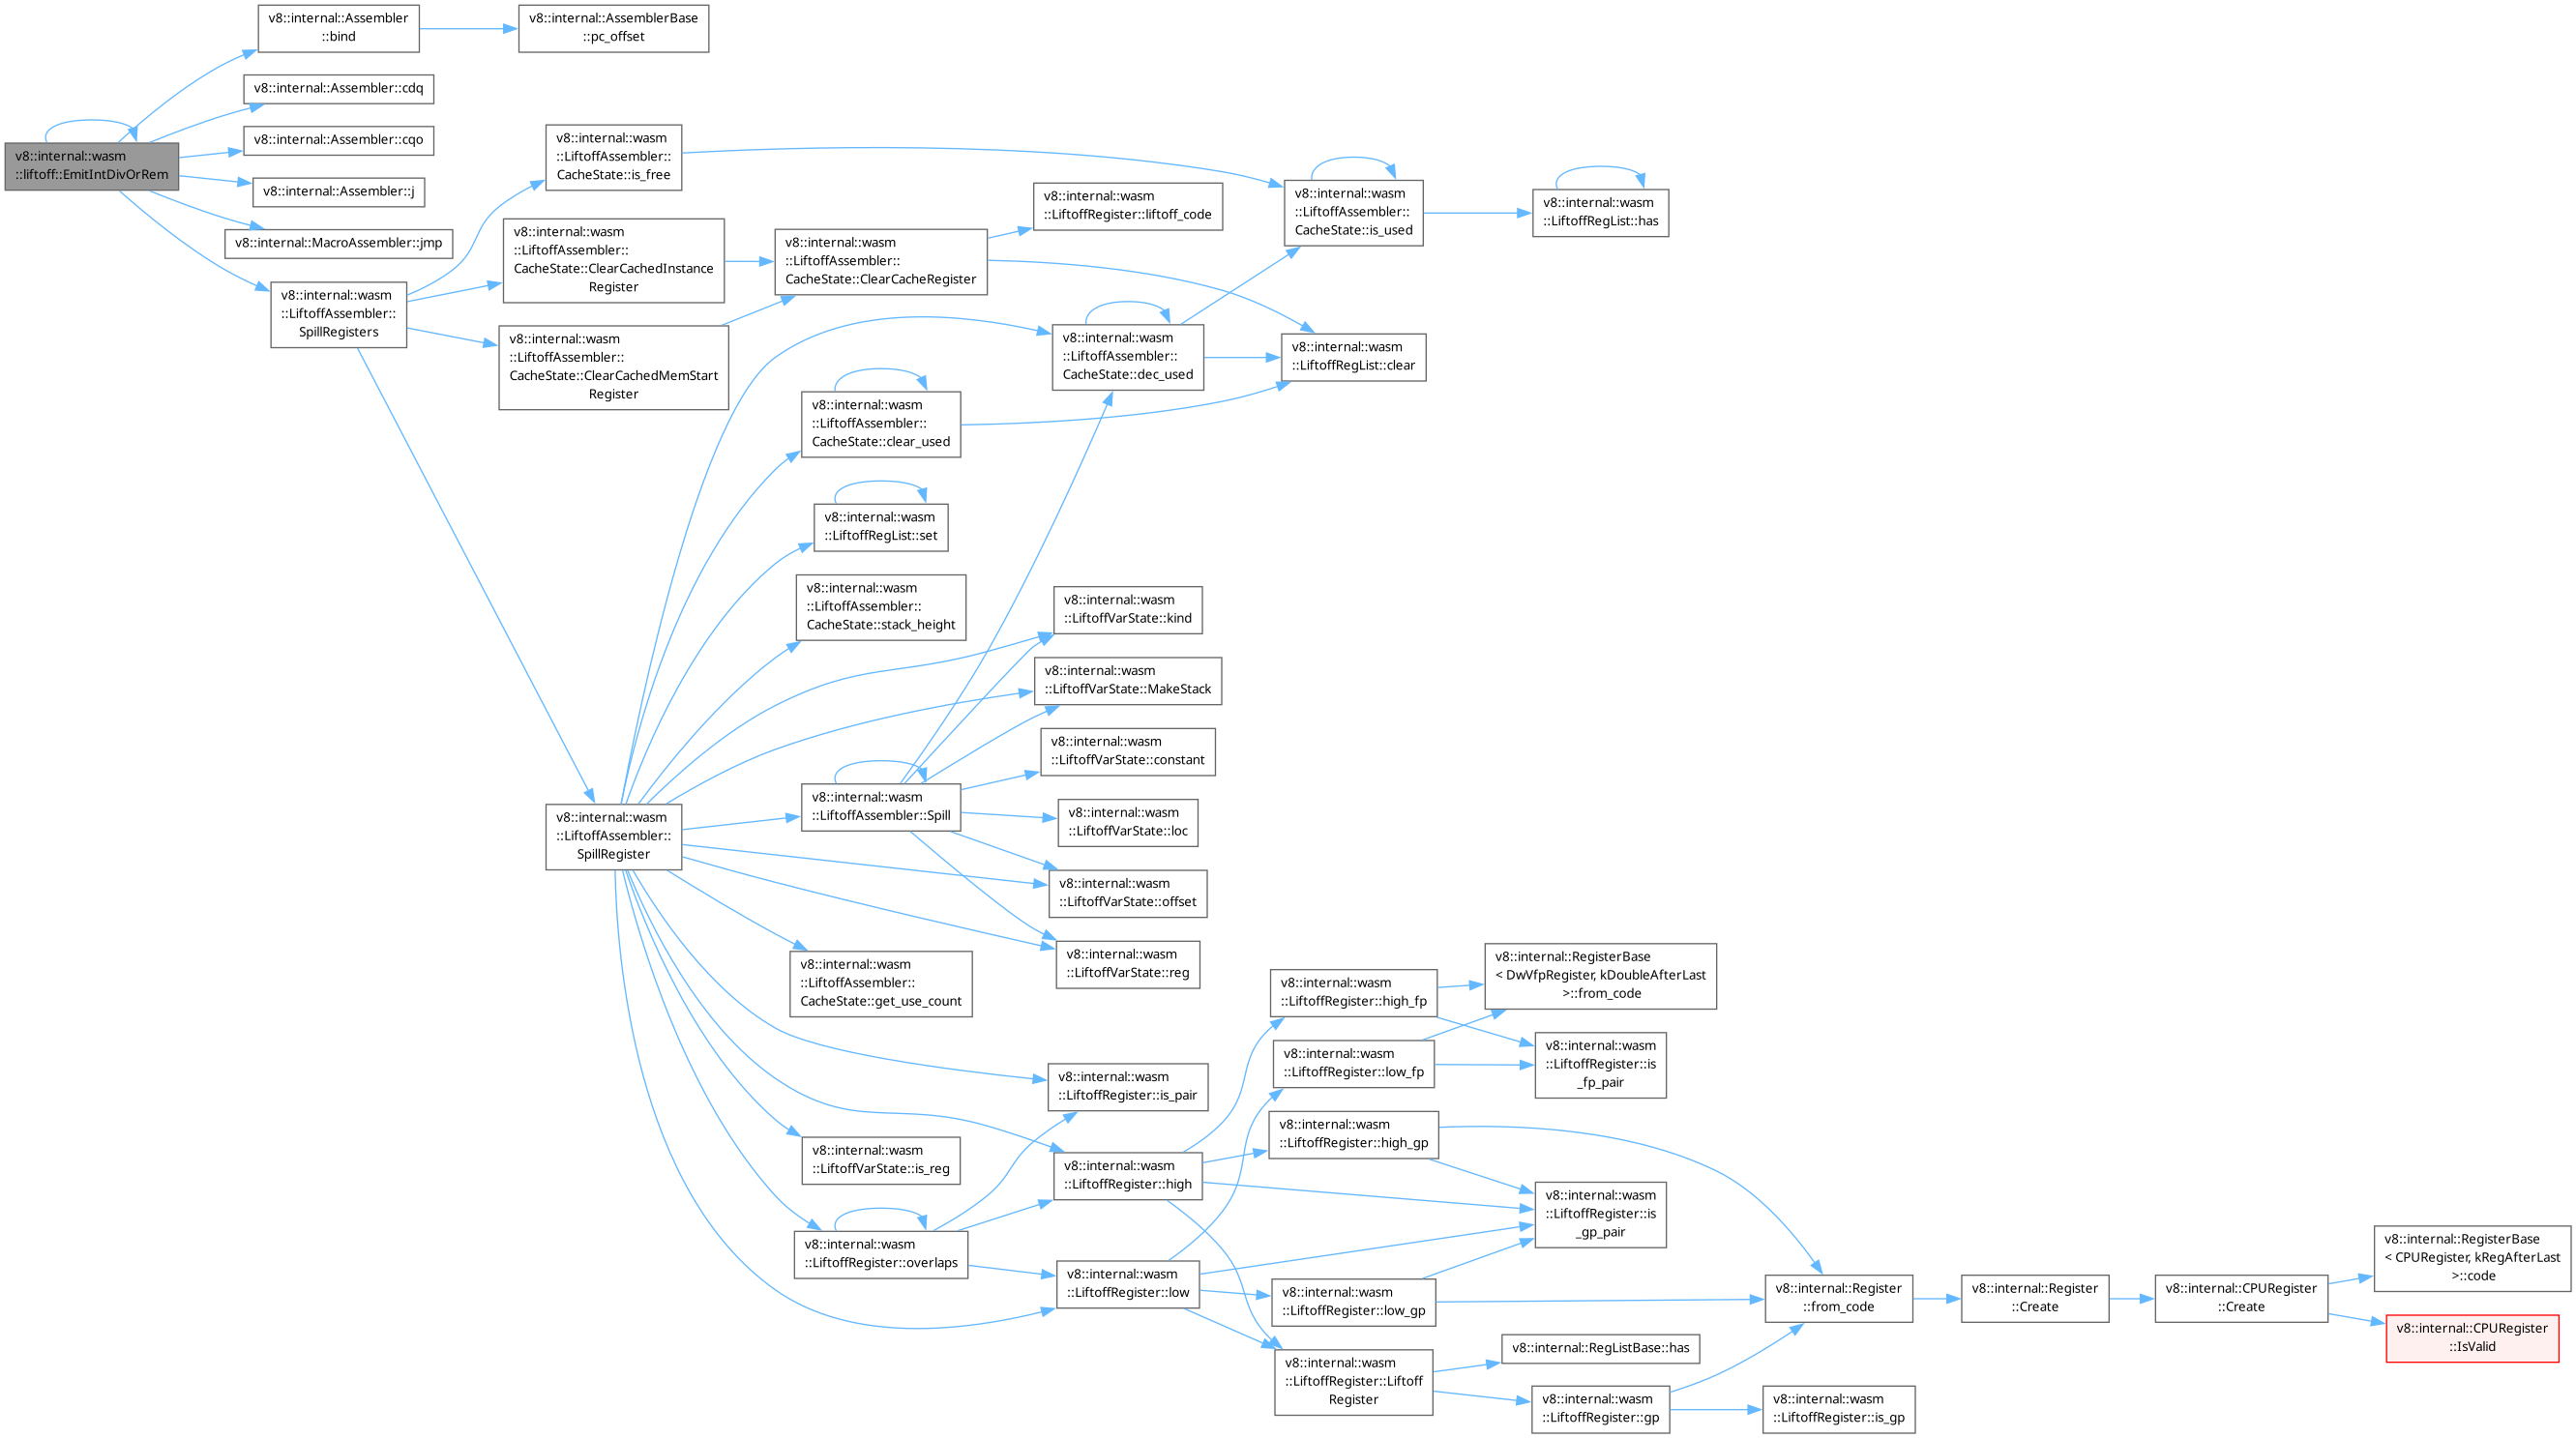 v8::internal::wasm
::liftoff::EmitIntDivOrRem
v8::internal::Assembler
::bind
v8::internal::AssemblerBase
::pc_offset
v8::internal::Assembler::cdq
v8::internal::Assembler::cqo
v8::internal::Assembler::j
v8::internal::MacroAssembler::jmp
v8::internal::wasm
::LiftoffAssembler::
SpillRegisters
v8::internal::wasm
::LiftoffAssembler::
CacheState::is_free
v8::internal::wasm
::LiftoffAssembler::
CacheState::ClearCachedInstance
Register
v8::internal::wasm
::LiftoffAssembler::
CacheState::ClearCachedMemStart
Register
v8::internal::wasm
::LiftoffAssembler::
SpillRegister
v8::internal::wasm
::LiftoffAssembler::
CacheState::ClearCacheRegister
v8::internal::wasm
::LiftoffRegister::liftoff_code
v8::internal::wasm
::LiftoffAssembler::
CacheState::is_used
v8::internal::wasm
::LiftoffRegList::has
v8::internal::wasm
::LiftoffAssembler::
CacheState::dec_used
v8::internal::wasm
::LiftoffRegList::clear
v8::internal::wasm
::LiftoffAssembler::
CacheState::clear_used
v8::internal::wasm
::LiftoffRegList::set
v8::internal::wasm
::LiftoffAssembler::
CacheState::stack_height
v8::internal::wasm
::LiftoffVarState::kind
v8::internal::wasm
::LiftoffVarState::MakeStack
v8::internal::wasm
::LiftoffAssembler::Spill
v8::internal::wasm
::LiftoffVarState::constant
v8::internal::wasm
::LiftoffVarState::loc
v8::internal::wasm
::LiftoffVarState::offset
v8::internal::wasm
::LiftoffVarState::reg
v8::internal::wasm
::LiftoffAssembler::
CacheState::get_use_count
v8::internal::wasm
::LiftoffRegister::is_pair
v8::internal::wasm
::LiftoffVarState::is_reg
v8::internal::wasm
::LiftoffRegister::overlaps
v8::internal::wasm
::LiftoffRegister::high
v8::internal::wasm
::LiftoffRegister::low
v8::internal::wasm
::LiftoffRegister::high_fp
v8::internal::wasm
::LiftoffRegister::low_fp
v8::internal::wasm
::LiftoffRegister::high_gp
v8::internal::wasm
::LiftoffRegister::low_gp
v8::internal::wasm
::LiftoffRegister::Liftoff
Register
v8::internal::RegisterBase
< DwVfpRegister, kDoubleAfterLast
>::from_code
v8::internal::wasm
::LiftoffRegister::is
_fp_pair
v8::internal::wasm
::LiftoffRegister::is
_gp_pair
v8::internal::RegListBase::has
v8::internal::wasm
::LiftoffRegister::gp
v8::internal::Register
::from_code
v8::internal::wasm
::LiftoffRegister::is_gp
v8::internal::Register
::Create
v8::internal::CPURegister
::Create
v8::internal::RegisterBase
< CPURegister, kRegAfterLast
>::code
v8::internal::CPURegister
::IsValid